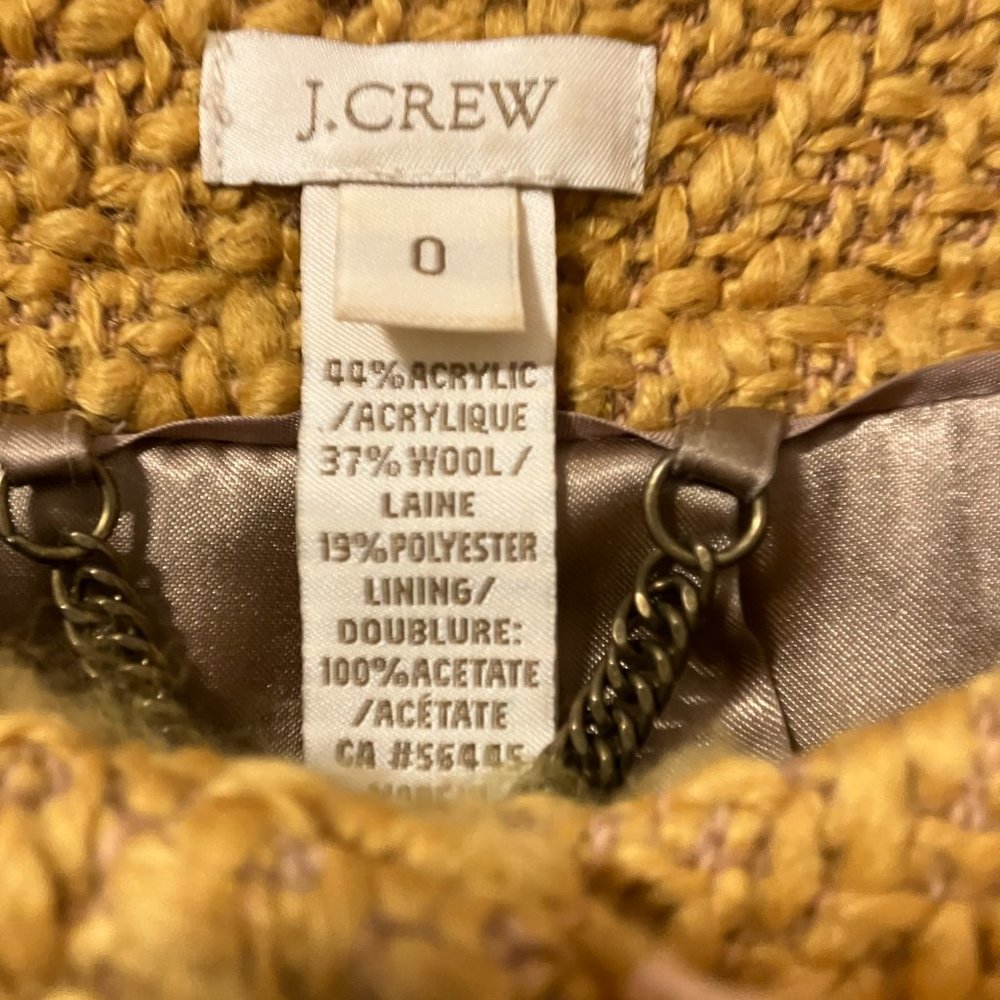 J.CREW
0
44%ACRYLIC
/ACRYLIQUE
37%WOOL/
LAINE
19%POLYESTER
LINING/
DOUBLURE:
100%ACETATE
/ACÉTATE
CA #56445